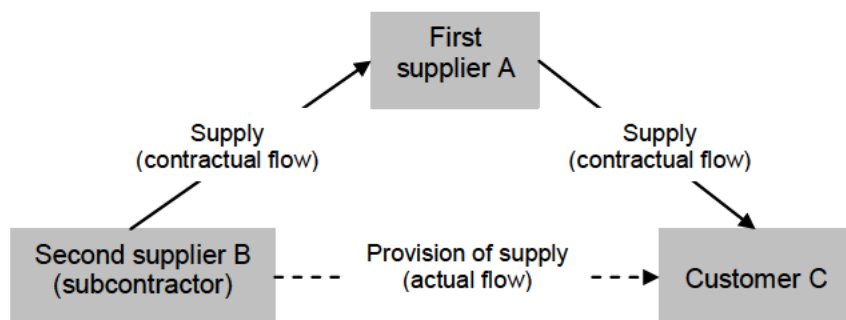 First
supplier A
Supply
(contractual flow)
Supply
(contractual flow)
Second supplier B
(subcontractor)
Provision of supply
(actual flow)
Customer C